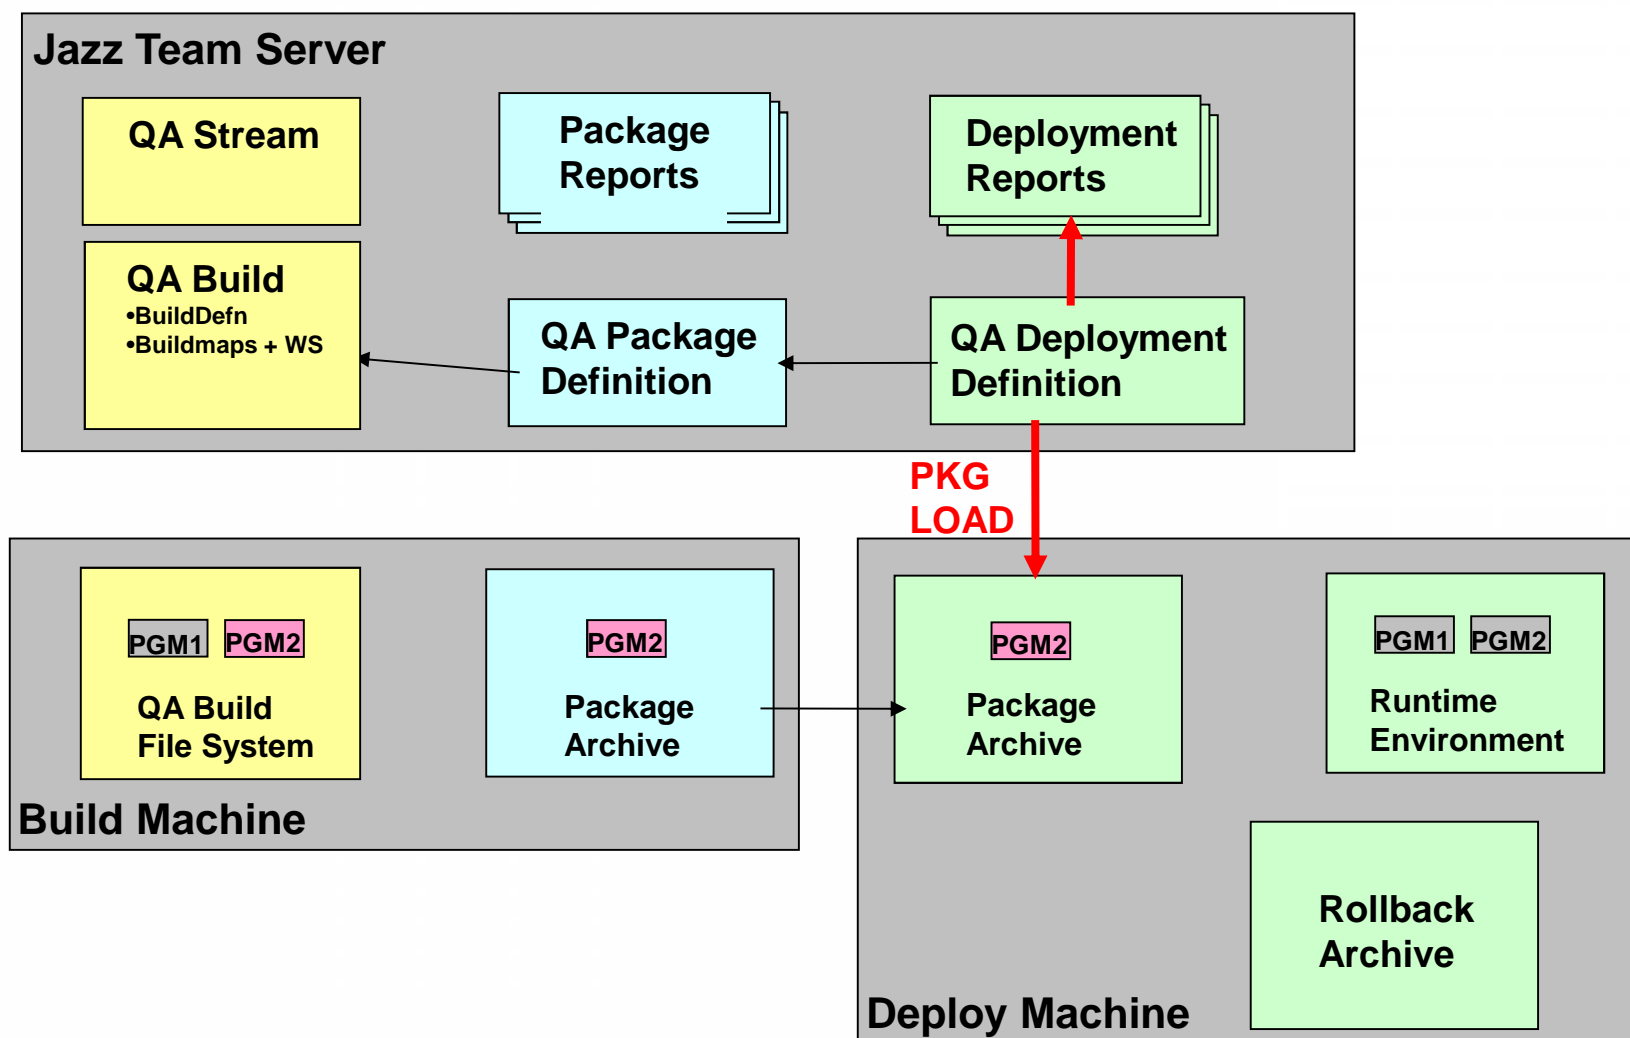 Jazz Team Server
QA Stream
Package
Reports
Deployment
Reports
QA Build
•BuildDefn
•Buildmaps + WS
QA Package
Definition
QA Deployment
Definition
PKG
LOAD
PGM1 PGM2
QA Build
File System
PGM2
Package
Archive
Build Machine
PGM2
Package
Archive
PGM1 PGM2
Runtime
Environment
Rollback
Archive
Deploy Machine